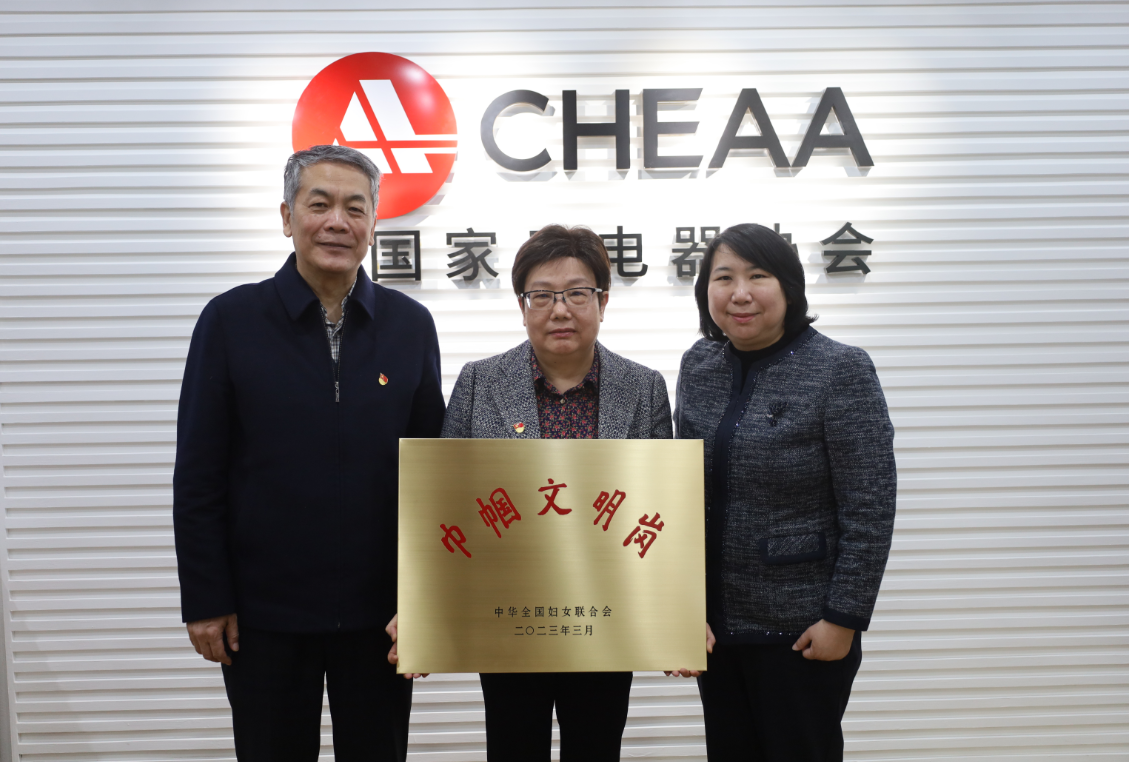 CHEAA
国家 电器 会
巾帼文明岗
中华全国妇女联合会
二〇二三年三月